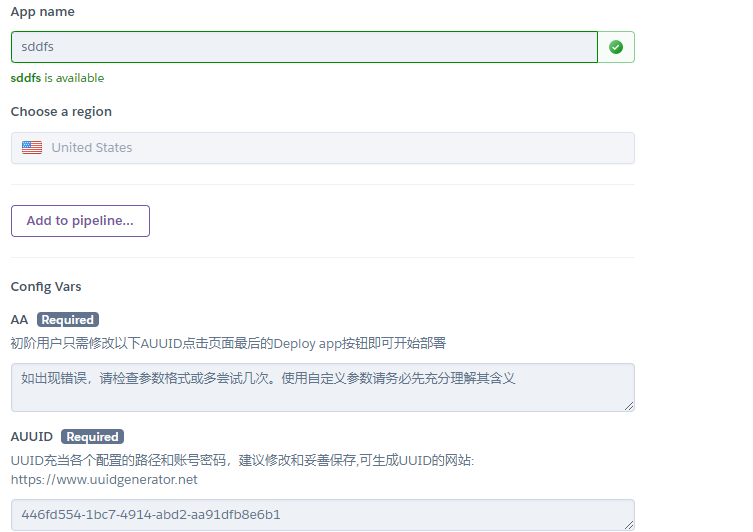 App name
sddfs
sddfs is available
Choose a region
United States
Add to pipeline...
Config Vars
AA Required
初阶用户只需修改以下AUUID点击页面最后的Deploy app按钮即可开始部署
如出现错误，请检查参数格式或多尝试几次。使用自定义参数请务必先充分理解其含义
AUUID Required
UUID充当各个配置的路径和账号密码，建议修改和妥善保存,可生成UUID的网站:
https://www.uuidgenerator.net
446fd554-1bc7-4914-abd2-aa91dfb8e6b1